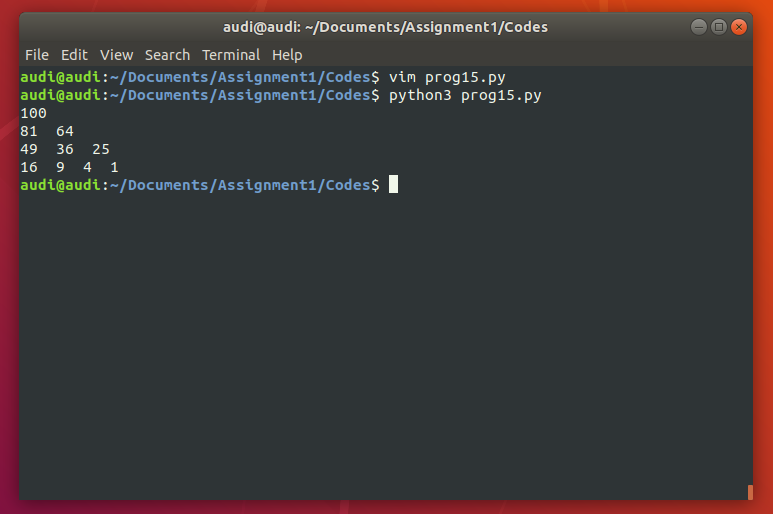 audi@audi: ~/Documents/Assignment1/Codes
File Edit View Search Terminal Help
audi@audi:~/Documents/Assignment1/Codes$ vim prog15.py
audi@audi:~/Documents/Assignment1/Codes$ python3 prog15.py
100
81  64
49  36  25
16  9  4  1
audi@audi:~/Documents/Assignment1/Codes$